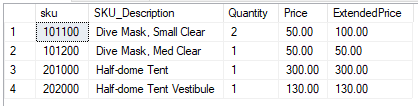 sku SKU_Description Quantity Price ExtendedPrice
1 101100 Dive Mask, Small Clear 2 50.00 100.00
2 101200 Dive Mask, Med Clear 1 50.00 50.00
3 201000 Half-dome Tent 1 300.00 300.00
4 202000 Half-dome Tent Vestibule 1 130.00 130.00